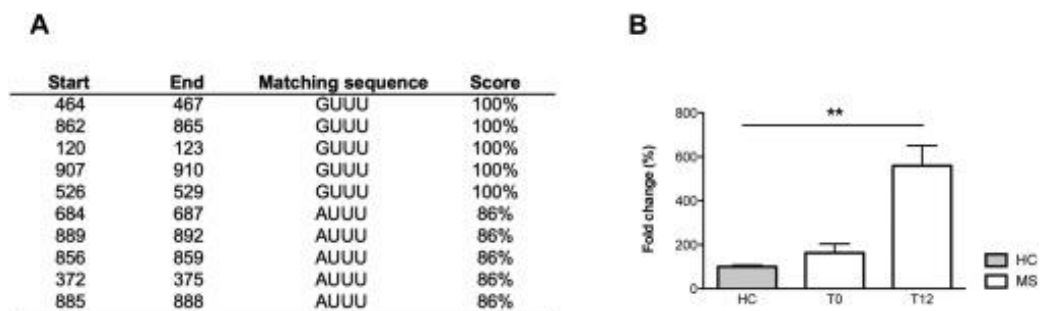 A
Start End Matching sequence Score
464 467 GUUU 100%
862 865 GUUU 100%
120 123 GUUU 100%
907 910 GUUU 100%
526 529 GUUU 100%
684 687 AUUU 86%
889 892 AUUU 86%
856 859 AUUU 86%
372 375 AUUU 86%
885 888 AUUU 86%
B
Fold change (%)
800
600
400
200
0
**
HC T0 T12
HC
MS